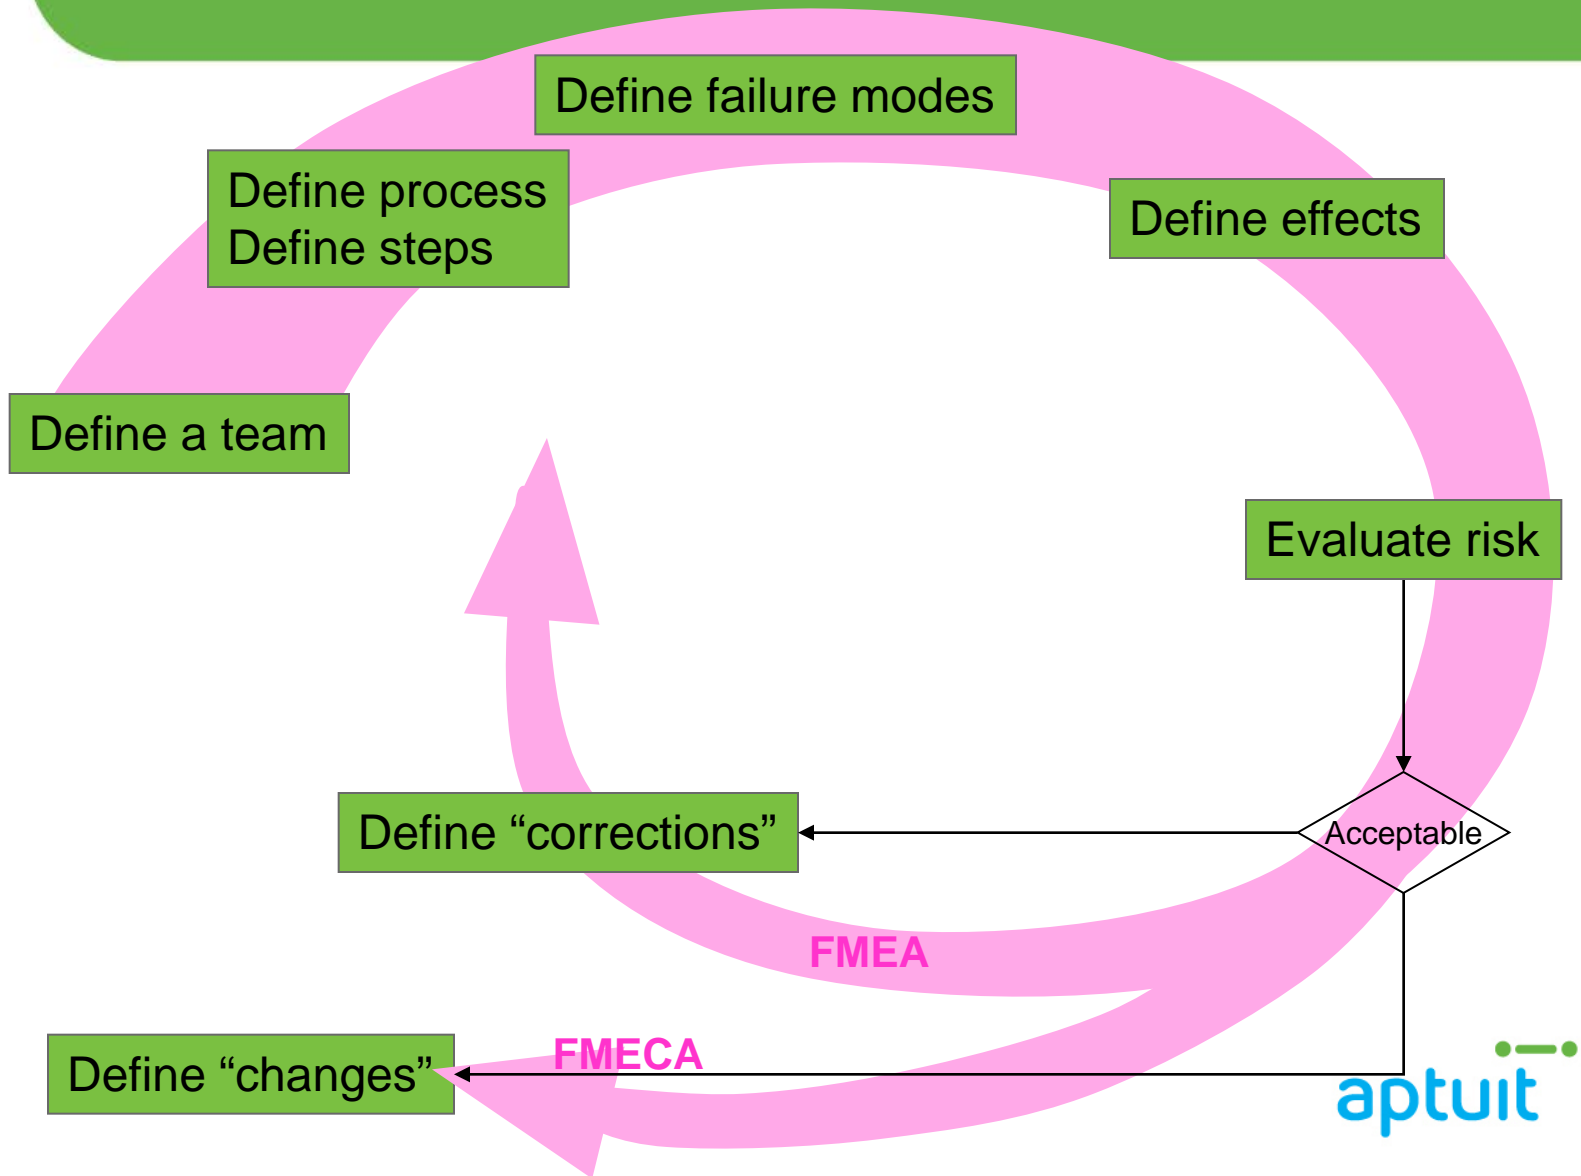 Define failure modes
Define process
Define steps
Define effects
Define a team
Evaluate risk
Define “corrections”
Acceptable
FMEA
FMECA
Define “changes”
aptuit